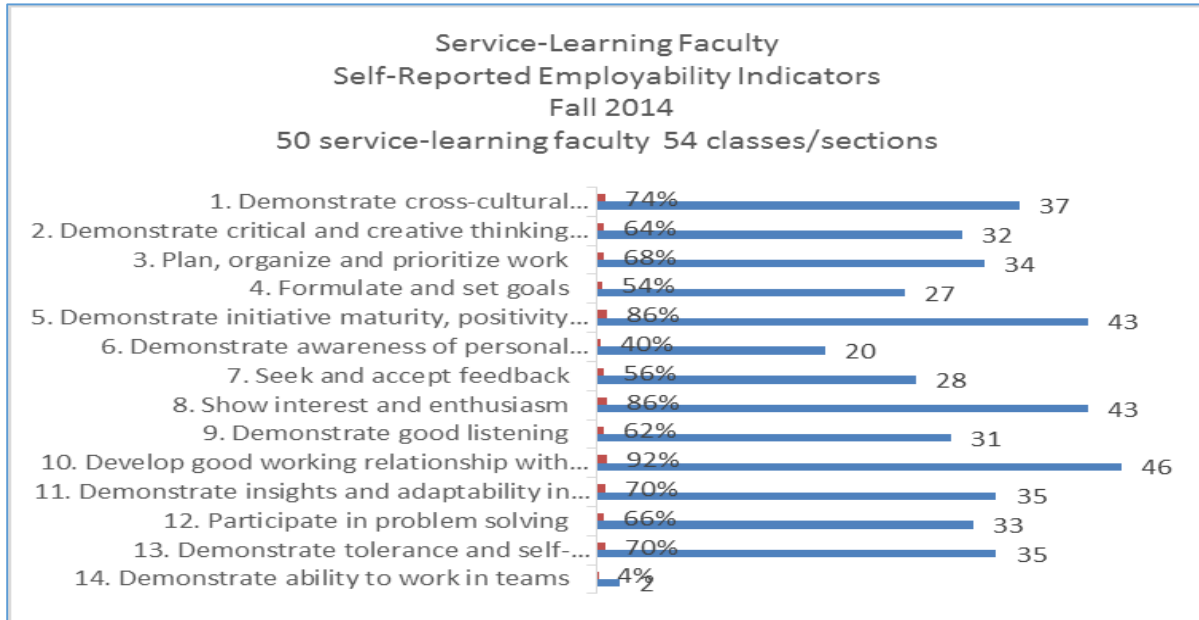 Service-Learning Faculty
Self-Reported Employability Indicators
Fall 2014
50 service-learning faculty 54 classes/sections
1. Demonstrate cross-cultural... 74% 37
2. Demonstrate critical and creative thinking... 64% 32
3. Plan, organize and prioritize work 68% 34
4. Formulate and set goals 54% 27
5. Demonstrate initiative maturity, positivity... 86% 43
6. Demonstrate awareness of personal... 40% 20
7. Seek and accept feedback 56% 28
8. Show interest and enthusiasm 86% 43
9. Demonstrate good listening 62% 31
10. Develop good working relationship with... 92% 46
11. Demonstrate insights and adaptability in... 70% 35
12. Participate in problem solving 66% 33
13. Demonstrate tolerance and self-... 70% 35
14. Demonstrate ability to work in teams 4% 2